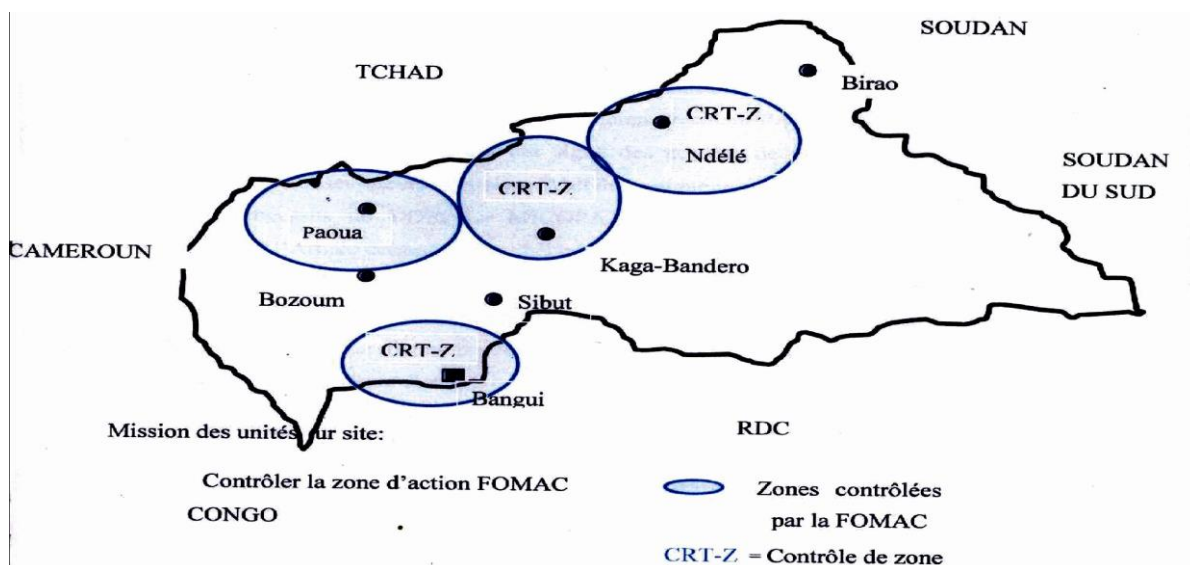 SOUDAN
TCHAD
Birao
CRT-Z
Ndélé
SOUDAN
DU SUD
CRT-Z
Paoua
CAMEROUN
Kaga-Bandero
Bozoum
Sibut
CRT-Z
Bangui
Mission des unités sur site:
RDC
Contrôler la zone d'action FOMAC
CONGO
Zones contrôlées
par la FOMAC
CRT-Z = Contrôle de zone